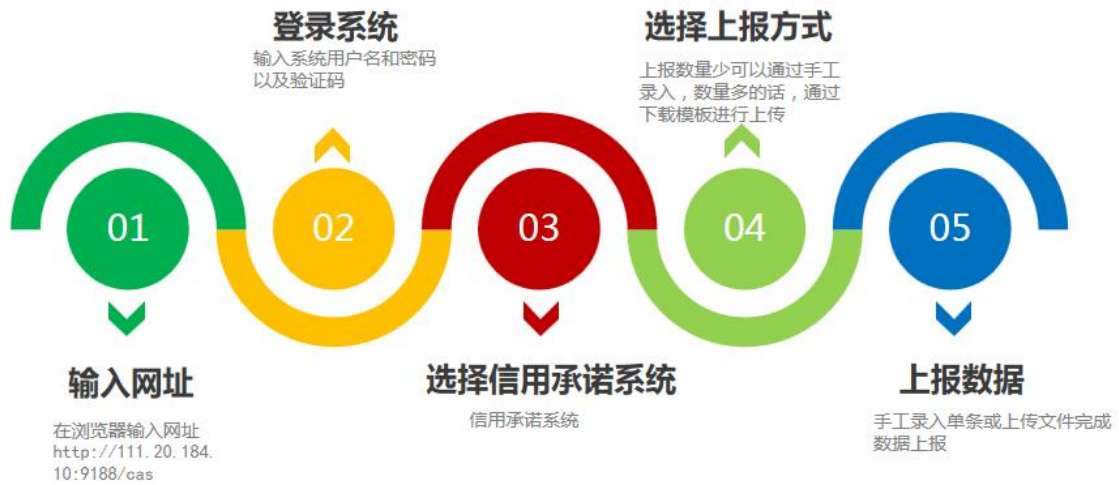 登录系统
输入系统用户名和密码
以及验证码
选择上报方式
上报数量少可以通过手工
录入，数量多的话，通过
下载模板进行上传
01
02
03
04
05
输入网址
在浏览器输入网址
http://111.20.184.
10:9188/cas
选择信用承诺系统
信用承诺系统
上报数据
手工录入单条或上传文件完成
数据上报